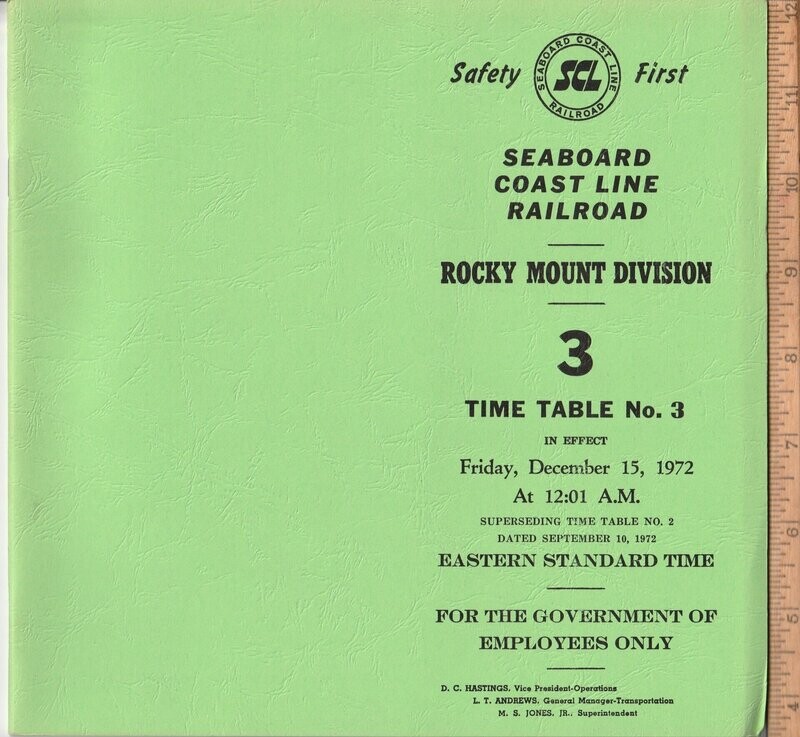 Safety First
SEABOARD COAST LINE
SCL
RAILROAD
SEABOARD
COAST LINE
RAILROAD
ROCKY MOUNT DIVISION
3
TIME TABLE No. 3
IN EFFECT
Friday, December 15, 1972
At 12:01 A.M.
SUPERSEDING TIME TABLE NO. 2
DATED SEPTEMBER 10, 1972
EASTERN STANDARD TIME
FOR THE GOVERNMENT OF
EMPLOYEES ONLY
D. C. HASTINGS, Vice President-Operations
L. T. ANDREWS, General Manager-Transportation
M. S. JONES, JR., Superintendent
12
11
10
9
8
7
6
5
4